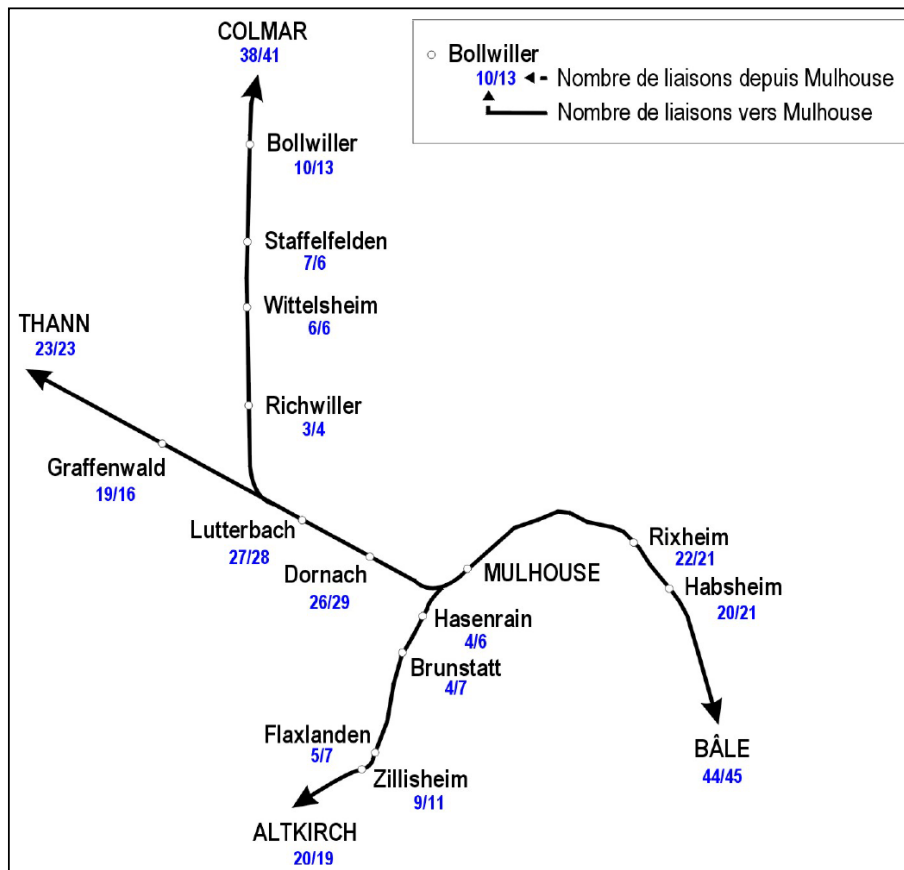 COLMAR
38/41
Bollwiller
10/13
Nombre de liaisons depuis Mulhouse
Nombre de liaisons vers Mulhouse
Bollwiller
10/13
Staffelfelden
7/6
Wittelsheim
6/6
THANN
23/23
Richwiller
3/4
Graffenwald
19/16
Lutterbach
27/28
Dornach
26/29
MULHOUSE
Rixheim
22/21
Habsheim
20/21
Hasenrain
4/6
Brunstatt
4/7
Flaxlanden
5/7
Zillisheim
9/11
BÂLE
44/45
ALTKIRCH
20/19